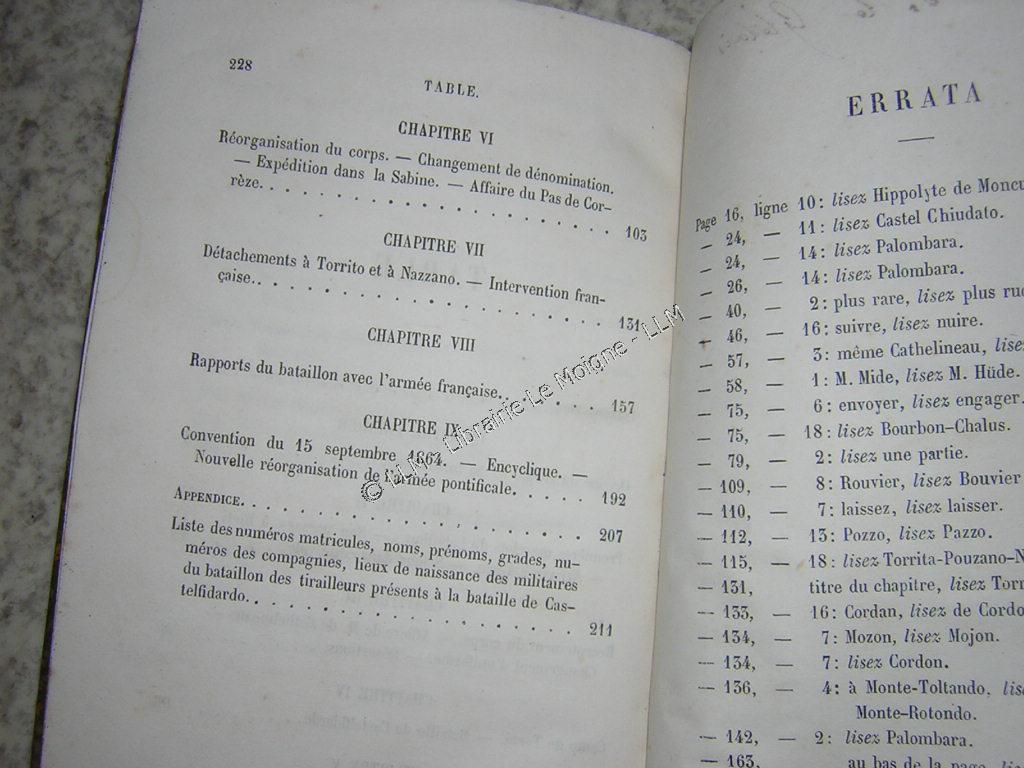 228
TABLE.
CHAPITRE VI
Réorganisation du corps. — Changement de dénomination.
— Expédition dans la Sabine. — Affaire du Pas de Cor-
rèze. . . . . . . . . . . . . . . . . . . . 103
CHAPITRE VII
Détachements à Torrito et à Nazzano. — Intervention fran-
çaise. . . . . . . . . . . . . . . . . . . . 131
CHAPITRE VIII
Rapports du bataillon avec l'armée française. . . . . . . 157
CHAPITRE IX
Convention du 15 septembre 1664. — Encyclique. —
Nouvelle réorganisation de l'armée pontificale. . . . . . 192
APPENDICE. . . . . . . . . . . . . . . . . . . . 207
Liste des numéros matricules, noms, prénoms, grades, nu-
méros des compagnies, lieux de naissance des militaires
du bataillon des tirailleurs présents à la bataille de Cas-
telfidardo. . . . . . . . . . . . . . . . . . . . 211
© LLM - Librairie Le Moigne - LLM
ERRATA
Page 16, ligne 10: lisez Hippolyte de Moncu
— 24, — 11: lisez Castel Chiudato.
— 24, — 14: lisez Palombara.
— 26, — 14: lisez Palombara.
— 40, — 2: plus rare, lisez plus rud
— 46, — 16: suivre, lisez nuire.
— 57, — 3: même Cathelineau, lis
— 58, — 1: M. Mide, lisez M. Hüde.
— 75, — 6: envoyer, lisez engager.
— 75, — 18: lisez Bourbon-Chalus.
— 79, — 2: lisez une partie.
— 109, — 8: Rouvier, lisez Bouvier
— 110, — 7: laissez, lisez laisser.
— 112, — 13: Pozzo, lisez Pazzo.
— 115, — 18: lisez Torrita-Pouzano-N
— 131, titre du chapitre, lisez Torr
— 133, — 16: Cordan, lisez de Cordo
— 134, — 7: Mozon, lisez Mojon.
— 134, — 7: lisez Cordon.
— 136, — 4: à Monte-Toltando, lis
Monte-Rotondo.
— 142, — 2: lisez Palombara.
— 163, au bas de la page, lis